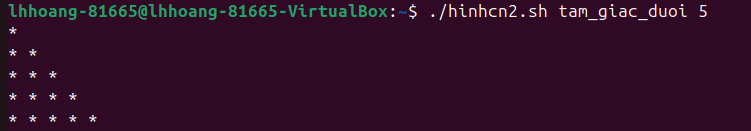 lhhoang-81665@lhhoang-81665-VirtualBox:~$ ./hinhcn2.sh tam_giac_duoi 5
*
* *
* * *
* * * *
* * * * *